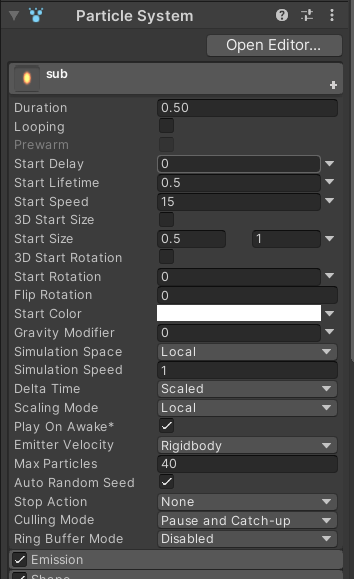 Particle System
Open Editor...
sub
Duration 0.50
Looping
Prewarm
Start Delay 0
Start Lifetime 0.5
Start Speed 15
3D Start Size
Start Size 0.5 1
3D Start Rotation
Start Rotation 0
Flip Rotation 0
Start Color
Gravity Modifier 0
Simulation Space Local
Simulation Speed 1
Delta Time Scaled
Scaling Mode Local
Play On Awake*
Emitter Velocity Rigidbody
Max Particles 40
Auto Random Seed
Stop Action None
Culling Mode Pause and Catch-up
Ring Buffer Mode Disabled
Emission
Shape